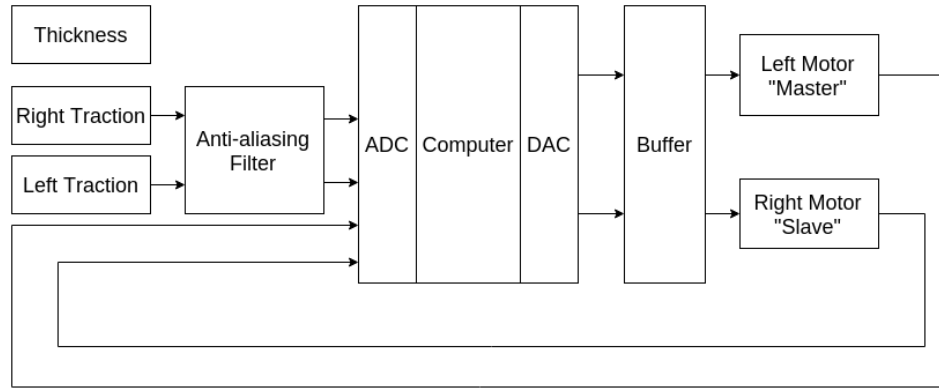 Thickness
Right Traction
Left Traction
Anti-aliasing
Filter
ADC
Computer
DAC
Buffer
Left Motor
"Master"
Right Motor
"Slave"